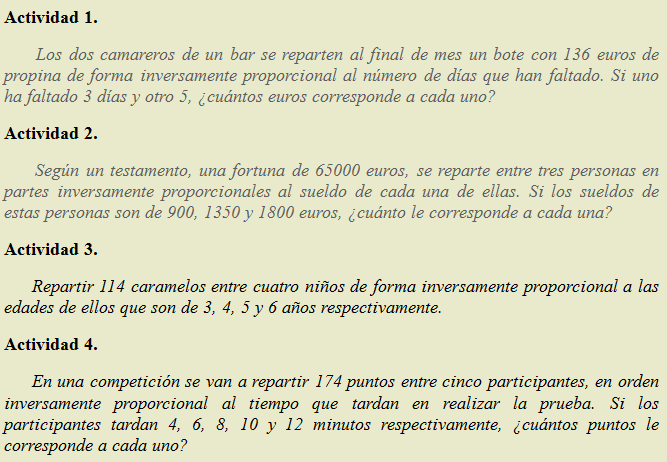 Actividad 1.
Los dos camareros de un bar se reparten al final de mes un bote con 136 euros de
propina de forma inversamente proporcional al número de días que han faltado. Si uno
ha faltado 3 días y otro 5, ¿cuántos euros corresponde a cada uno?
Actividad 2.
Según un testamento, una fortuna de 65000 euros, se reparte entre tres personas en
partes inversamente proporcionales al sueldo de cada una de ellas. Si los sueldos de
estas personas son de 900, 1350 y 1800 euros, ¿cuánto le corresponde a cada una?
Actividad 3.
Repartir 114 caramelos entre cuatro niños de forma inversamente proporcional a las
edades de ellos que son de 3, 4, 5 y 6 años respectivamente.
Actividad 4.
En una competición se van a repartir 174 puntos entre cinco participantes, en orden
inversamente proporcional al tiempo que tardan en realizar la prueba. Si los
participantes tardan 4, 6, 8, 10 y 12 minutos respectivamente, ¿cuántos puntos le
corresponde a cada uno?